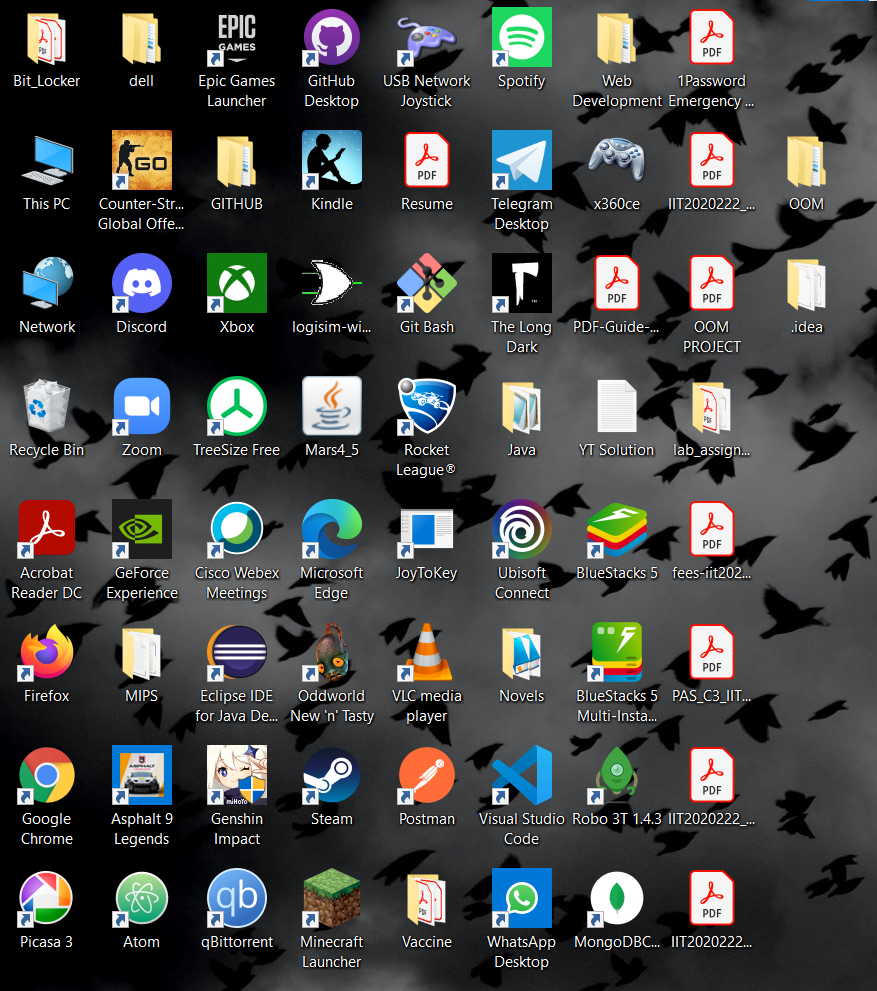 EPIC
GAMES
PDF
Bit_Locker
dell
Epic Games
Launcher
GitHub
Desktop
USB Network
Joystick
Spotify
Web
Development
1Password
Emergency ...
GO
PDF
PDF
This PC
Counter-Str...
Global Offe...
GITHUB
Kindle
Resume
Telegram
Desktop
x360ce
IIT2020222_...
OOM
T
PDF
PDF
Network
Discord
Xbox
logisim-wi...
Git Bash
The Long
Dark
PDF-Guide-...
OOM
PROJECT
.idea
Recycle Bin
Zoom
TreeSize Free
Mars4_5
Rocket
League®
Java
YT Solution
lab_assign...
PDF
Acrobat
Reader DC
GeForce
Experience
Cisco Webex
Meetings
Microsoft
Edge
JoyToKey
Ubisoft
Connect
BlueStacks 5
fees-iit202...
PDF
Firefox
MIPS
Eclipse IDE
for Java De...
Oddworld
New 'n' Tasty
VLC media
player
Novels
BlueStacks 5
Multi-Insta...
PAS_C3_IIT...
ASPHALT
miHoYo
PDF
Google
Chrome
Asphalt 9
Legends
Genshin
Impact
Steam
Postman
Visual Studio
Code
Robo 3T 1.4.3
IIT2020222_...
qb
PDF
Picasa 3
Atom
qBittorrent
Minecraft
Launcher
Vaccine
WhatsApp
Desktop
MongoDBC...
IIT2020222...